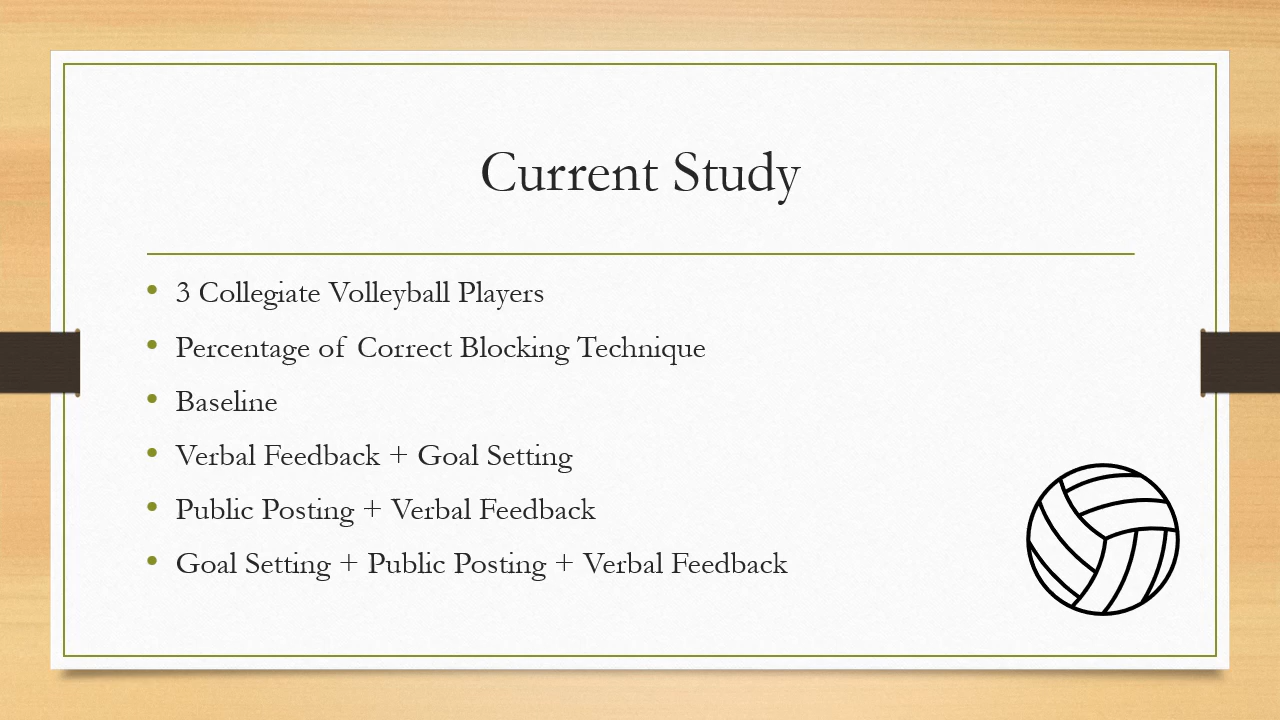 Current Study
• 3 Collegiate Volleyball Players
• Percentage of Correct Blocking Technique
• Baseline
• Verbal Feedback + Goal Setting
• Public Posting + Verbal Feedback
• Goal Setting + Public Posting + Verbal Feedback